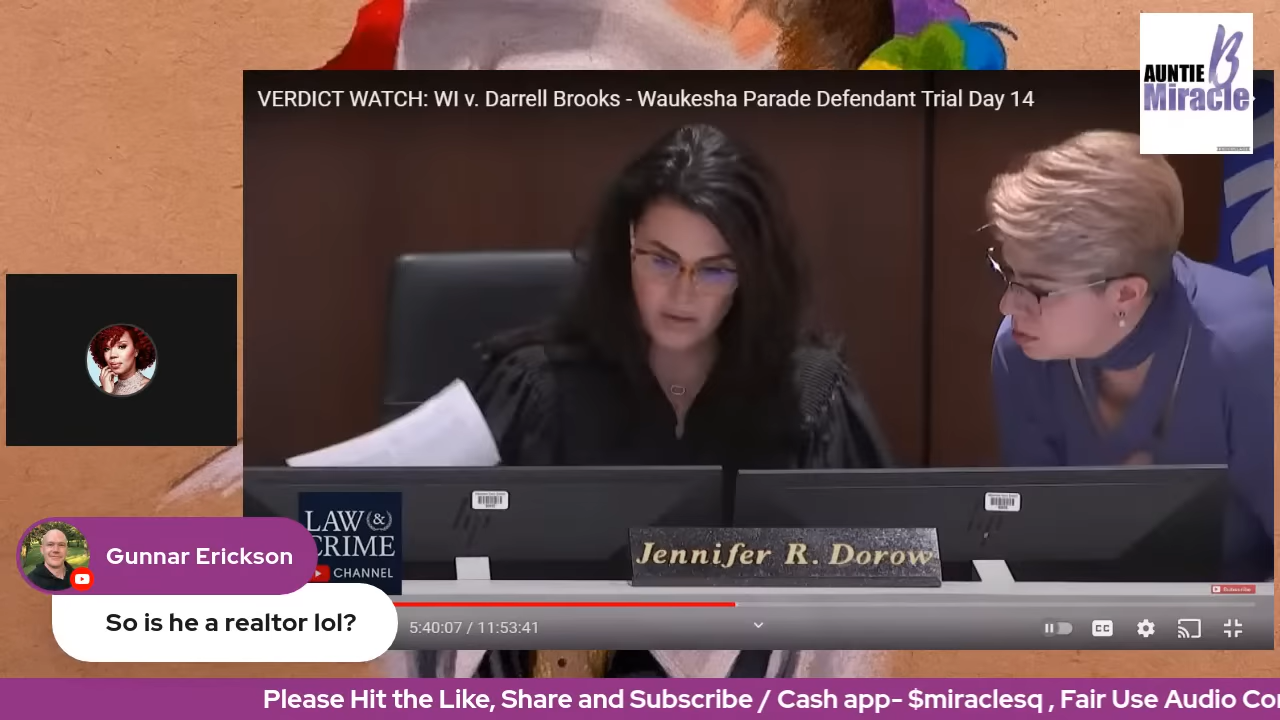 VERDICT WATCH: WI v. Darrell Brooks - Waukesha Parade Defendant Trial Day 14
AUNTIE B
Miracle
LAW &
CRIME
CHANNEL
Jennifer R. Dorow
Subscribe
Gunnar Erickson
So is he a realtor lol?
5:40:07 / 11:53:41
CC
Please Hit the Like, Share and Subscribe / Cash app- $miraclesq , Fair Use Audio Co